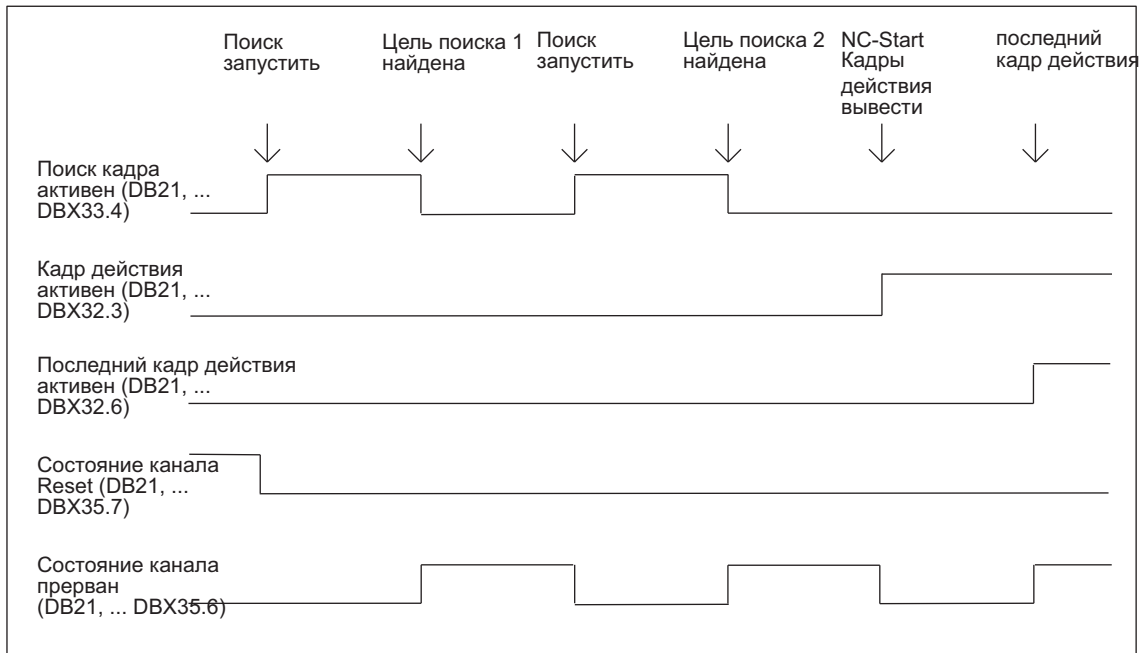 Поиск
запустить
Цель поиска 1
найдена
Поиск
запустить
Цель поиска 2
найдена
NC-Start
Кадры
действия
вывести
последний
кадр действия
Поиск кадра
активен (DB21, ...
DBX33.4)
Кадр действия
активен (DB21, ...
DBX32.3)
Последний кадр действия
активен (DB21, ...
DBX32.6)
Состояние канала
Reset (DB21, ...
DBX35.7)
Состояние канала
прерван
(DB21, ... DBX35.6)